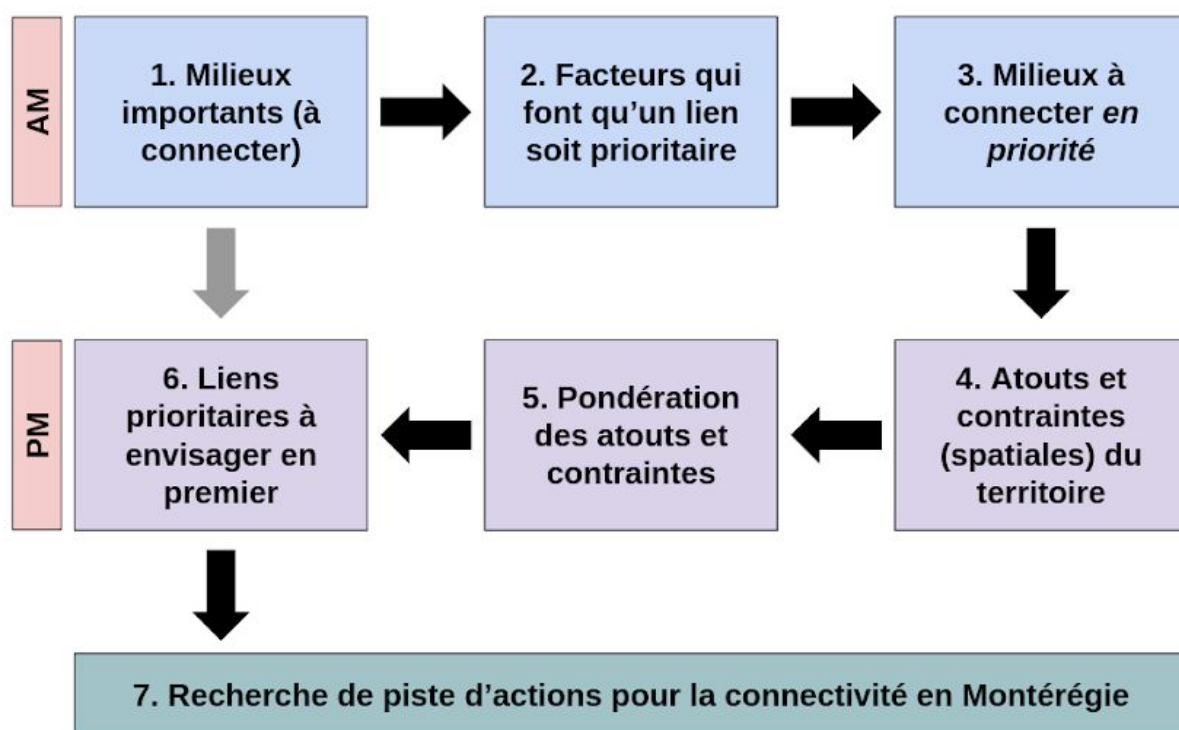 AM
1. Milieux
importants (à
connecter)
2. Facteurs qui
font qu'un lien
soit prioritaire
3. Milieux à
connecter en
priorité
PM
6. Liens
prioritaires à
envisager en
premier
5. Pondération
des atouts et
contraintes
4. Atouts et
contraintes
(spatiales) du
territoire
7. Recherche de piste d'actions pour la connectivité en Montérégie